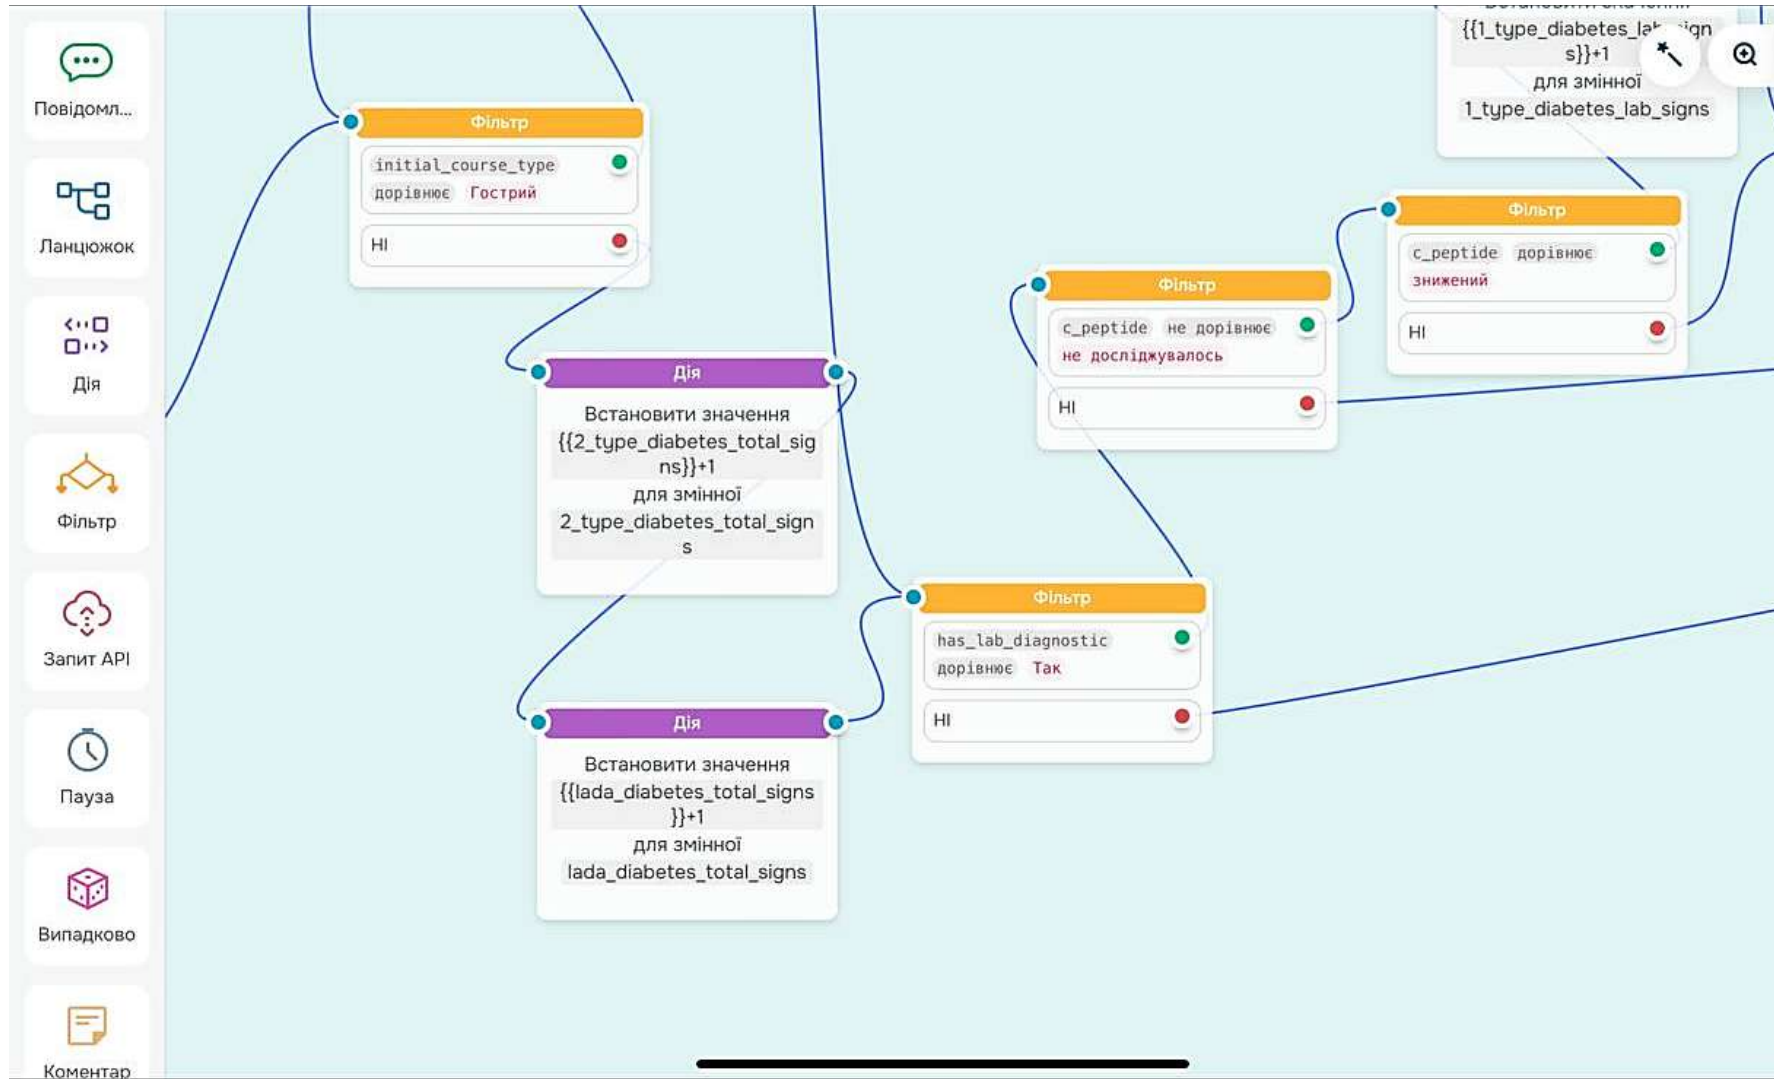 Повідомл...
Ланцюжок
Дія
Фільтр
Запит API
Пауза
Випадково
Коментар
Фільтр
initial_course_type
дорівнює Гострий
НІ
Дія
Встановити значення
{{2_type_diabetes_total_sig
ns}}+1
для змінної
2_type_diabetes_total_sign
s
Дія
Встановити значення
{{lada_diabetes_total_signs
}}+1
для змінної
lada_diabetes_total_signs
Фільтр
has_lab_diagnostic
дорівнює Так
НІ
Фільтр
c_peptide не дорівнює
не досліджувалось
НІ
Фільтр
c_peptide дорівнює
знижений
НІ
s}}+1
для змінної
1_type_diabetes_lab_signs